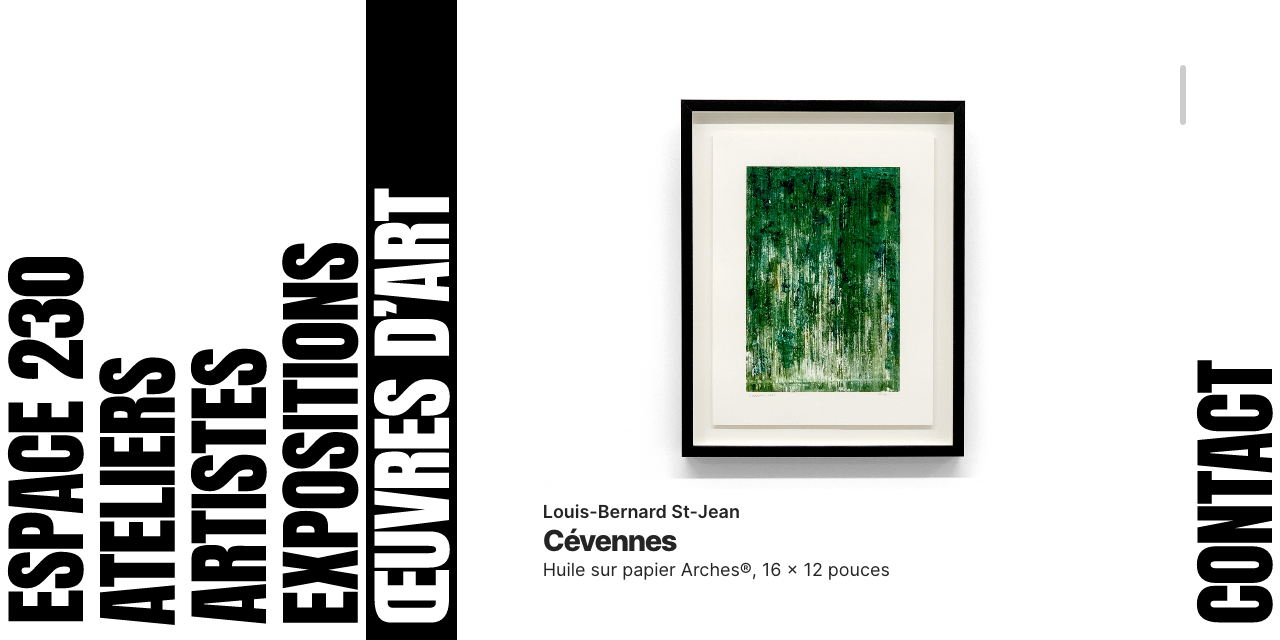 ESPACE 230
ATELIERS
ARTISTES
EXPOSITIONS
ŒUVRES D’ART
Louis-Bernard St-Jean
Cévennes
Huile sur papier Arches®, 16 × 12 pouces
CONTACT